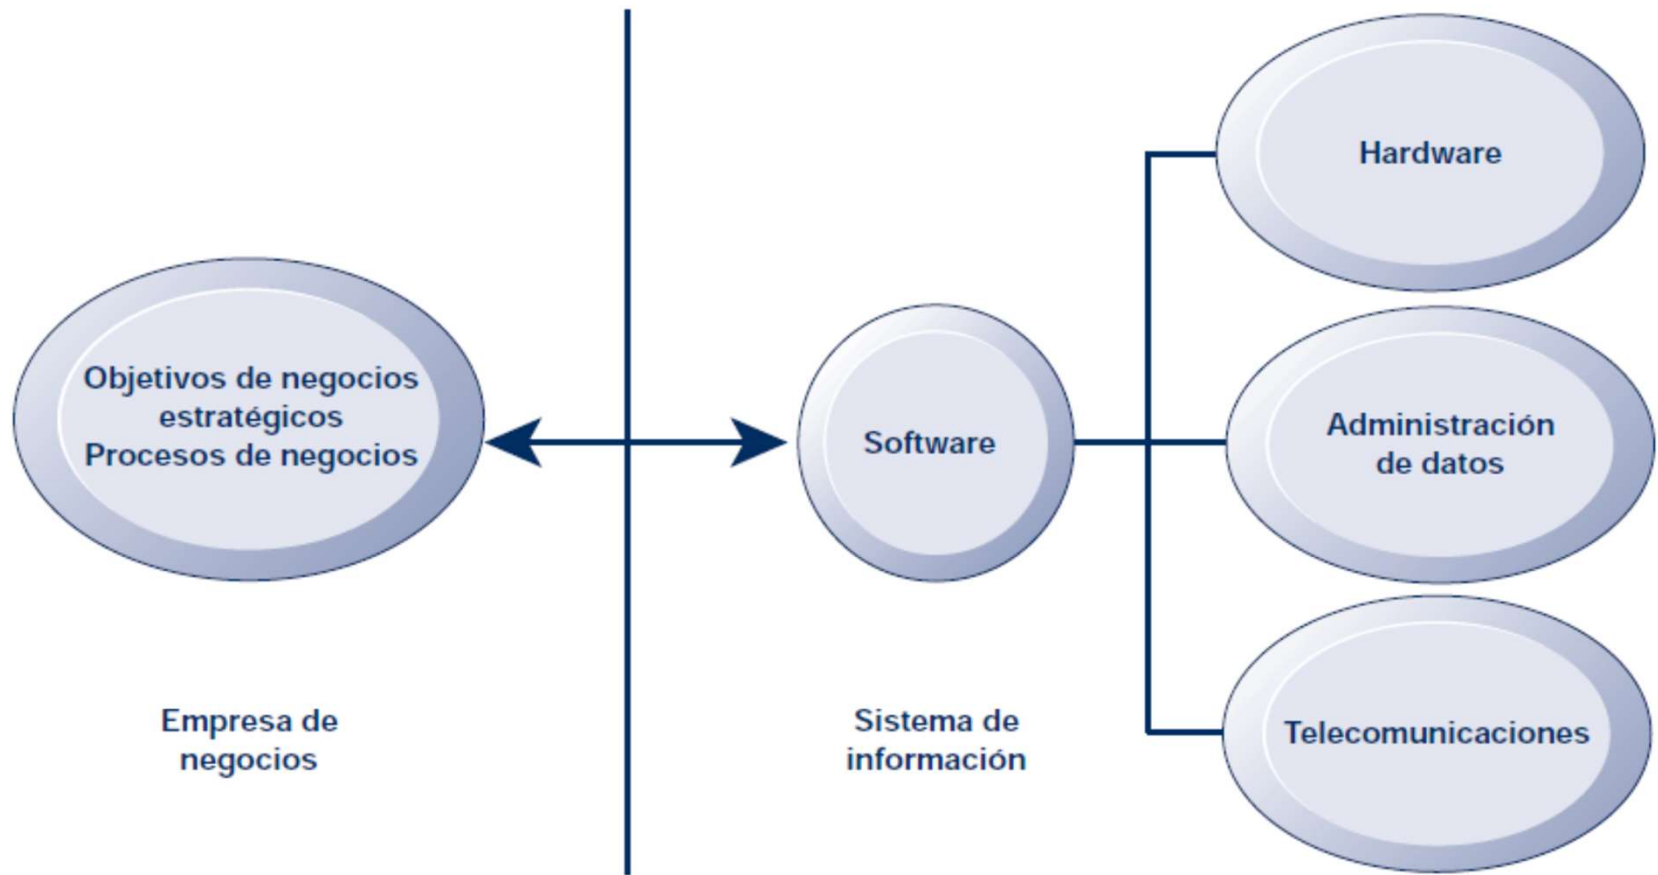 Objetivos de negocios
estratégicos
Procesos de negocios
Empresa de
negocios
Software
Sistema de
información
Hardware
Administración
de datos
Telecomunicaciones